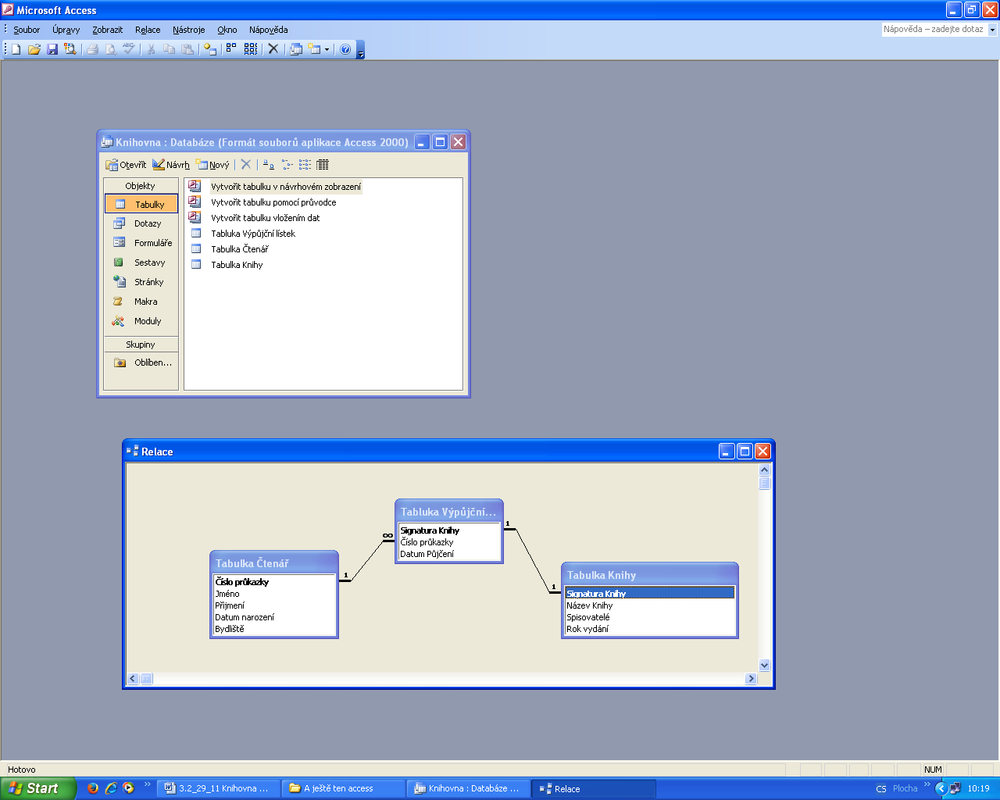 Microsoft Access
Soubor Úpravy Zobrazit Relace Nástroje Okno Nápověda Nápověda – zadejte dotaz
Knihovna : Databáze (Formát souborů aplikace Access 2000)
Otevřít Návrh Nový
Objekty
Tabulky
Dotazy
Formuláře
Sestavy
Stránky
Makra
Moduly
Skupiny
Oblíben...
Vytvořit tabulku v návrhovém zobrazení
Vytvořit tabulku pomocí průvodce
Vytvořit tabulku vložením dat
Tabluka Výpůjční lístek
Tabulka Čtenář
Tabulka Knihy
Relace
Tabulka Čtenář
Číslo průkazky
Jméno
Přijmení
Datum narození
Bydliště
1
∞
Tabluka Výpůjční...
Signatura Knihy
Číslo průkazky
Datum Půjčení
1
1
Tabulka Knihy
Signatura Knihy
Název Knihy
Spisovatelé
Rok vydání
Hotovo NUM
Start 3.2_29_11 Knihovna ... A ještě ten access Knihovna : Databáze ... Relace CS Plocha 10:19